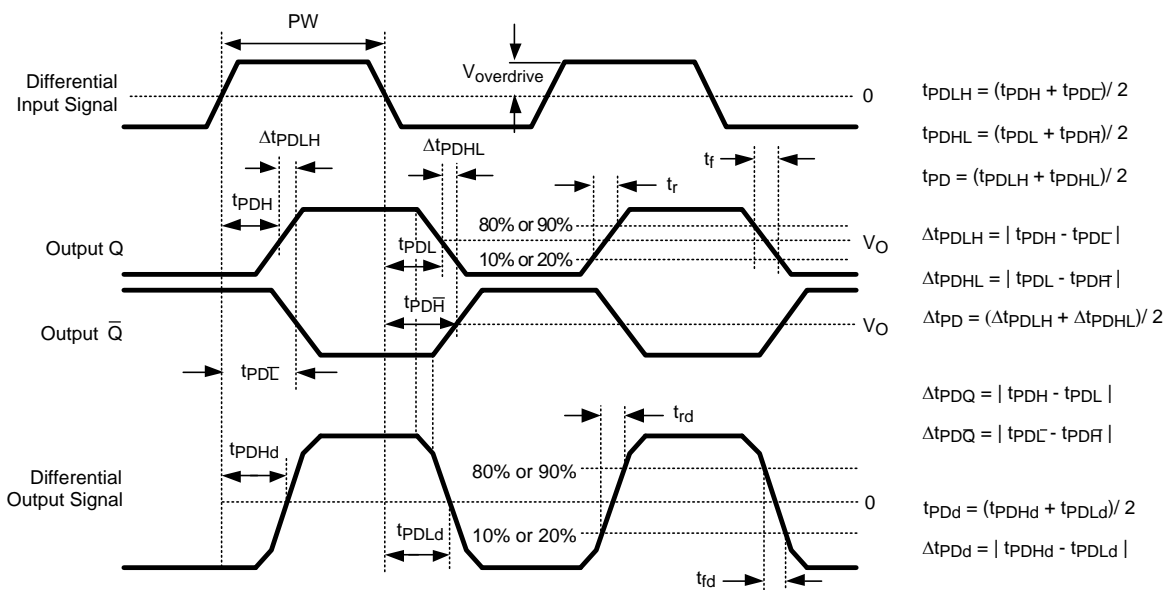 PW
Differential
Input Signal
Voverdrive
0
ΔtPDLH
ΔtPDHL
tPDH
tr
tf
Output Q
tPDL
80% or 90%
10% or 20%
VO
tPDH̅
Output Q̅
VO
tPDL̅
tPDHd
trd
Differential
Output Signal
80% or 90%
0
10% or 20%
tPDLd
tfd
tPDLH = (tPDH + tPDL̅)/ 2
tPDHL = (tPDL + tPDH̅)/ 2
tPD = (tPDLH + tPDHL)/ 2
ΔtPDLH = | tPDH - tPDL̅ |
ΔtPDHL = | tPDL - tPDH̅ |
ΔtPD = (ΔtPDLH + ΔtPDHL)/ 2
ΔtPDQ = | tPDH - tPDL |
ΔtPDQ̅ = | tPDL̅ - tPDH̅ |
tPDd = (tPDHd + tPDLd)/ 2
ΔtPDd = | tPDHd - tPDLd |